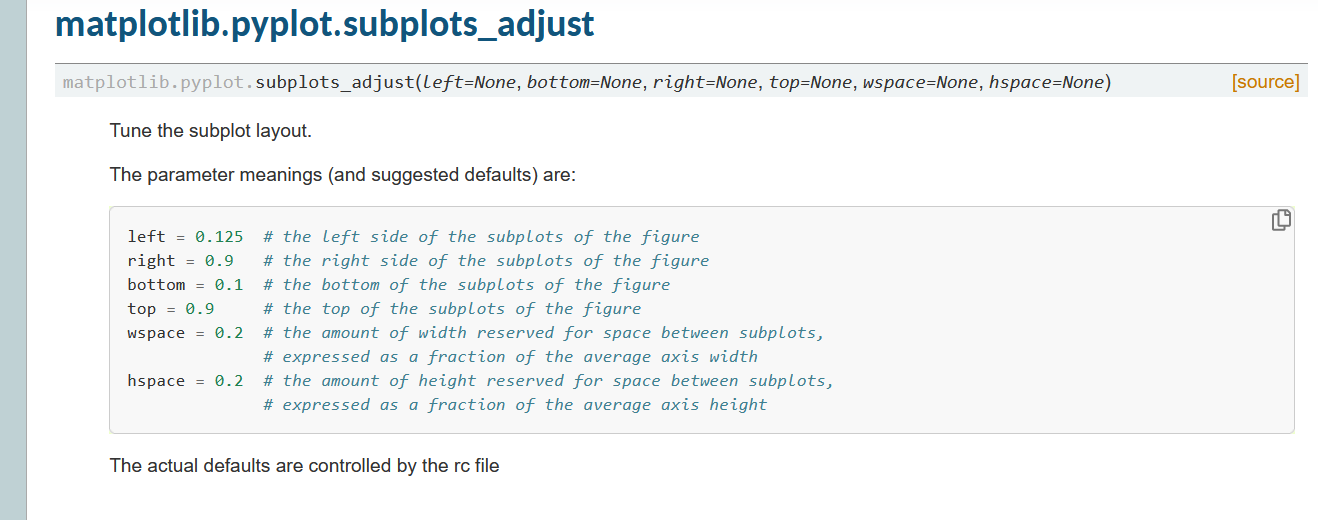 matplotlib.pyplot.subplots_adjust
matplotlib.pyplot.subplots_adjust(left=None, bottom=None, right=None, top=None, wspace=None, hspace=None) [source]
Tune the subplot layout.
The parameter meanings (and suggested defaults) are:
left = 0.125  # the left side of the subplots of the figure
right = 0.9   # the right side of the subplots of the figure
bottom = 0.1  # the bottom of the subplots of the figure
top = 0.9     # the top of the subplots of the figure
wspace = 0.2  # the amount of width reserved for space between subplots,
              # expressed as a fraction of the average axis width
hspace = 0.2  # the amount of height reserved for space between subplots,
              # expressed as a fraction of the average axis height
The actual defaults are controlled by the rc file